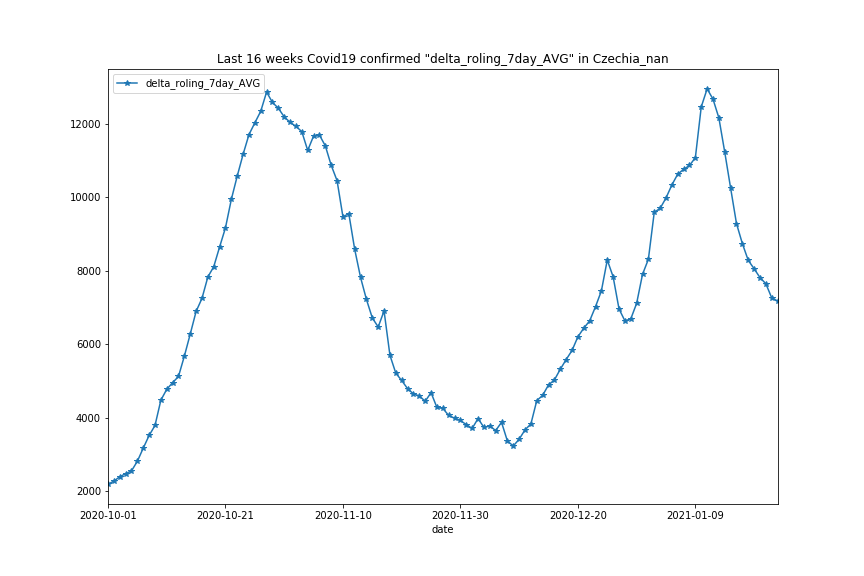 Last 16 weeks Covid19 confirmed "delta_roling_7day_AVG" in Czechia_nan
delta_roling_7day_AVG
12000
10000
8000
6000
4000
2000
2020-10-01 2020-10-21 2020-11-10 2020-11-30 2020-12-20 2021-01-09
date